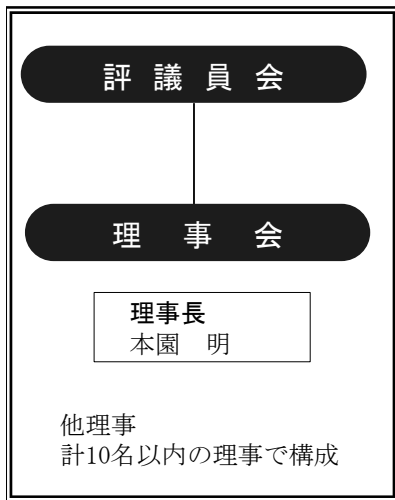 評議員会
理事会
理事長
本園 明
他理事
計10名以内の理事で構成